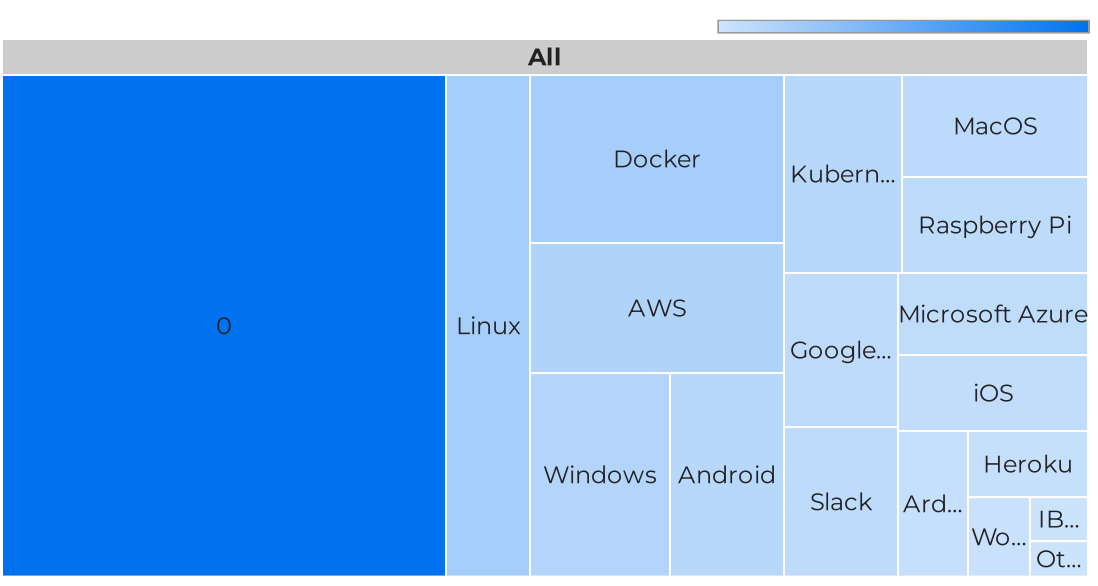 All
0
Linux
Docker
AWS
Windows
Android
Kubern...
MacOS
Raspberry Pi
Google...
Microsoft Azure
iOS
Slack
Ard...
Heroku
Wo...
IB...
Ot...